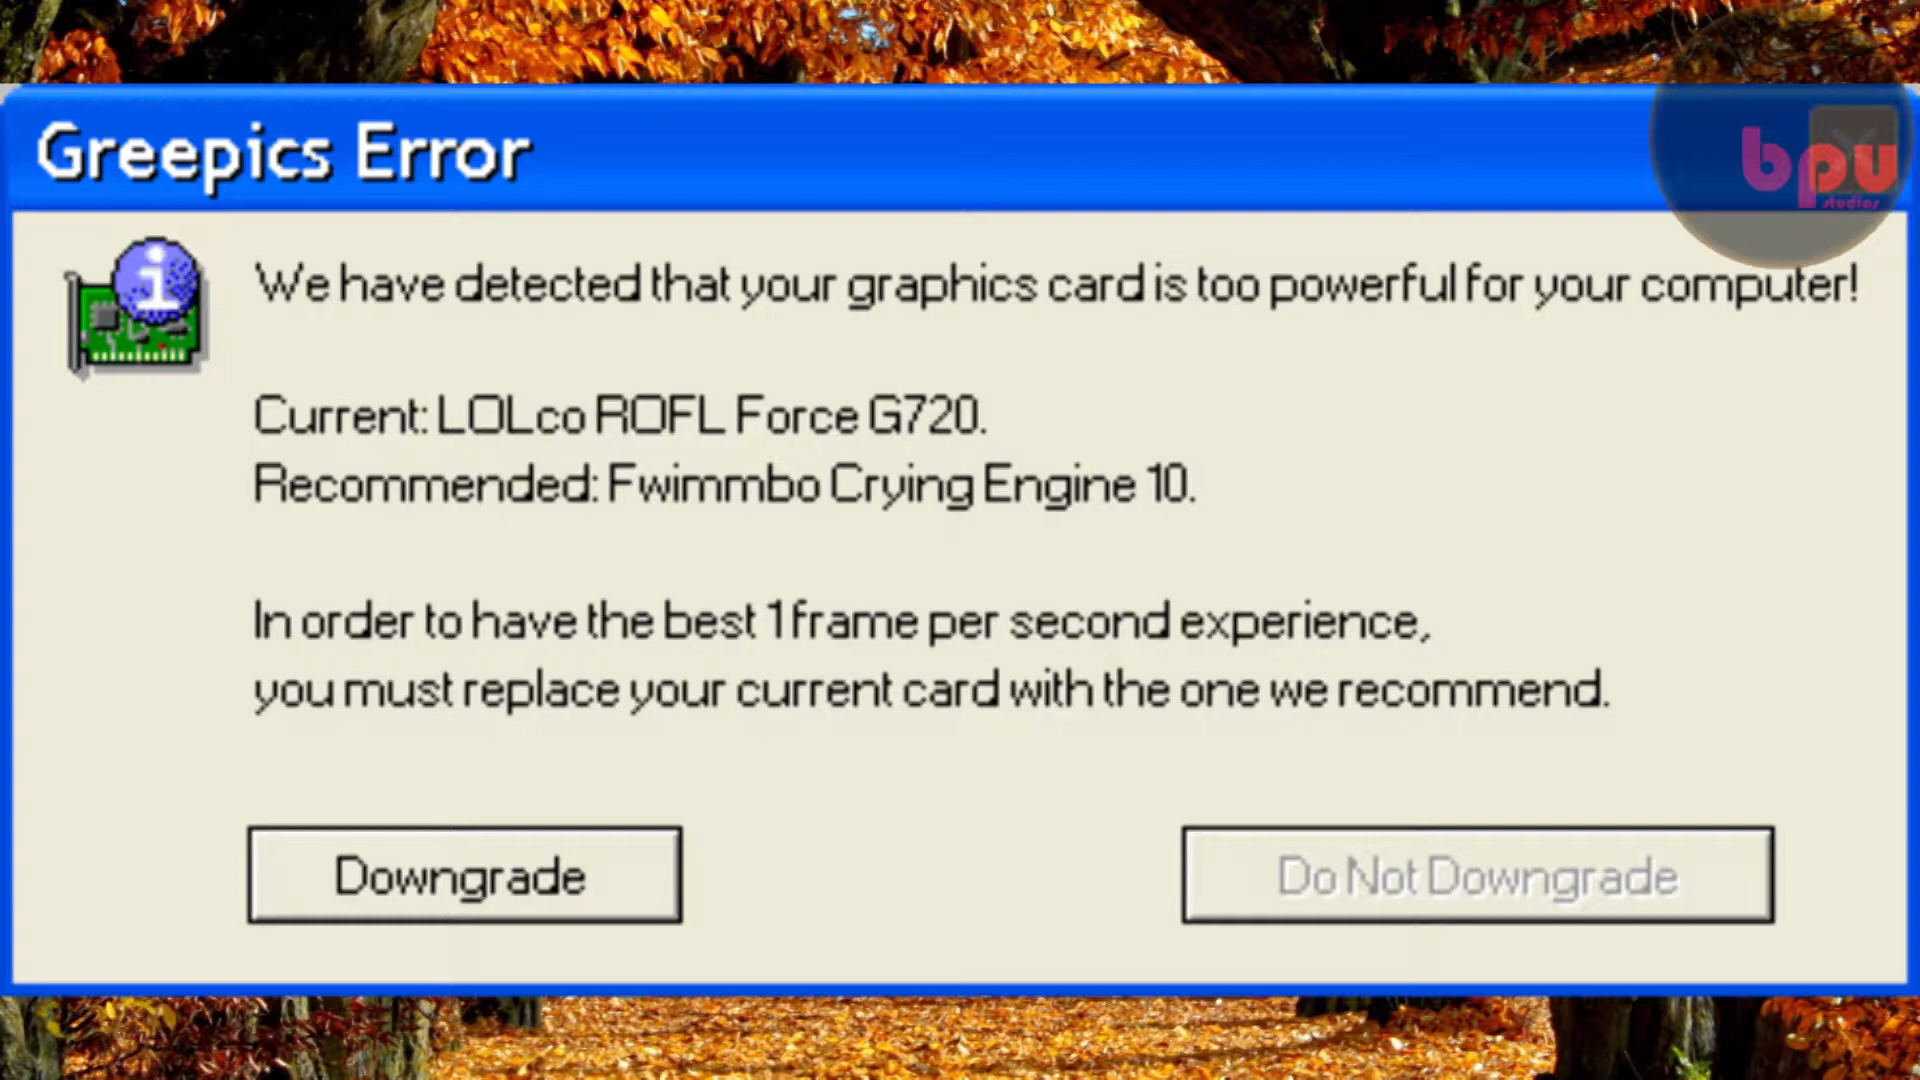 Greepics Error
bpu
studios
We have detected that your graphics card is too powerful for your computer!
Current: LOLco ROFL Force G720.
Recommended: Fwimmbo Crying Engine 10.
In order to have the best 1 frame per second experience,
you must replace your current card with the one we recommend.
Downgrade
Do Not Downgrade